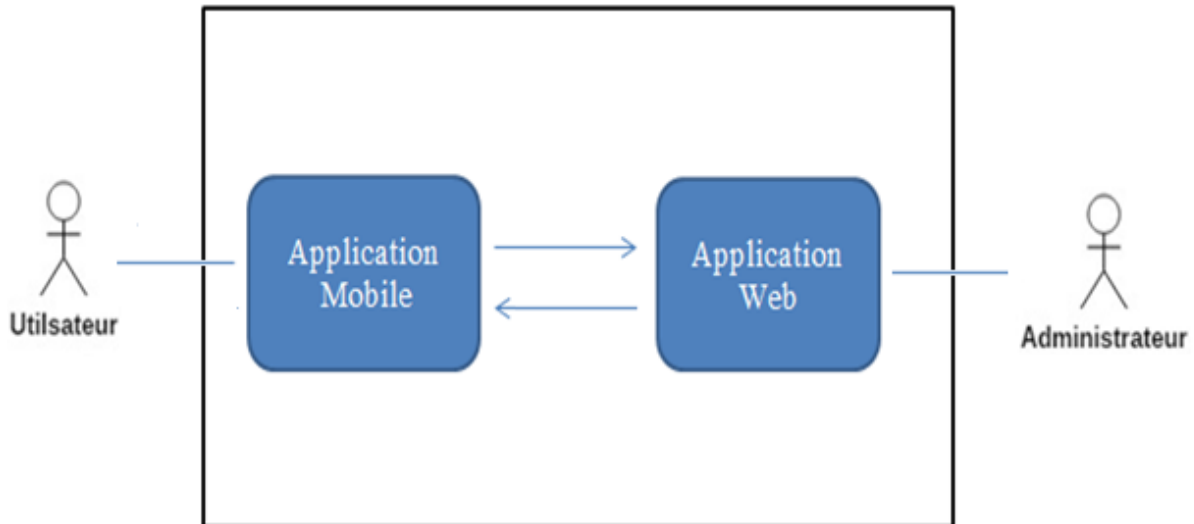 Utilsateur
Application
Mobile
Application
Web
Administrateur